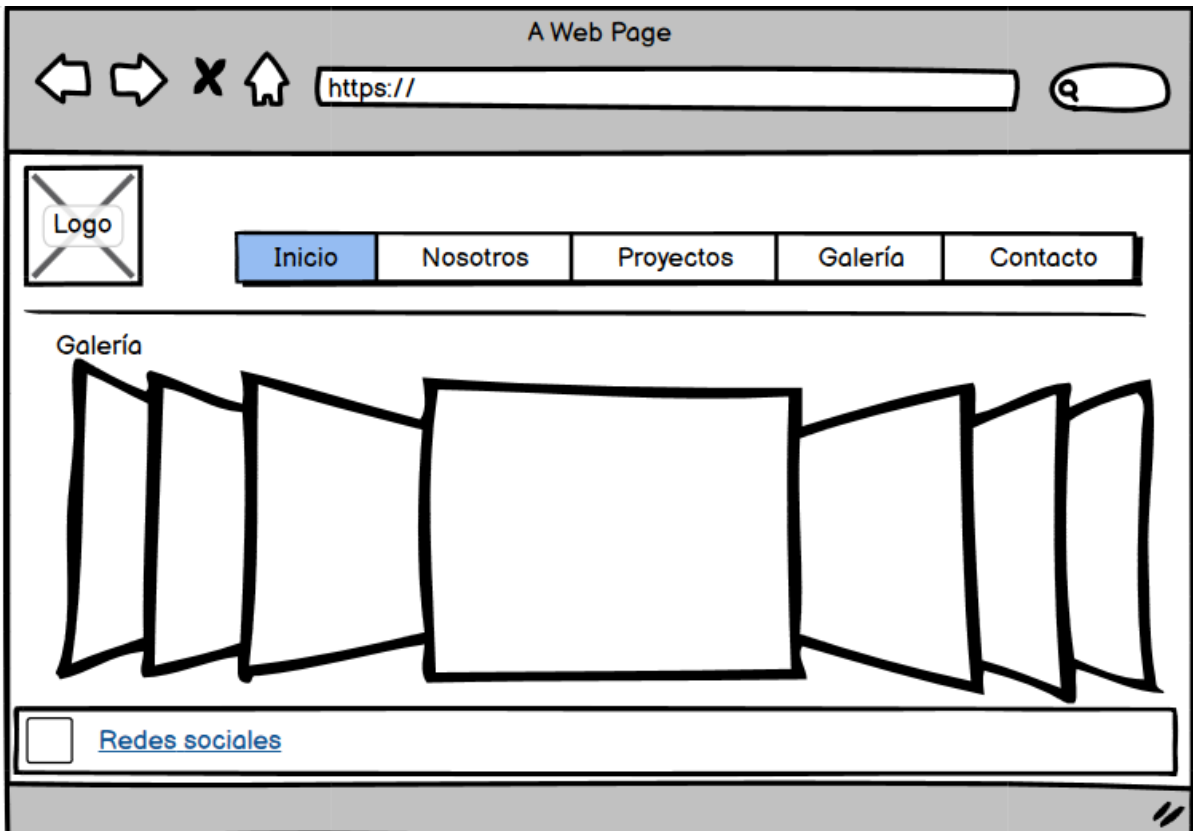 A Web Page
https://
Logo
Inicio Nosotros Proyectos Galería Contacto
Galería
Redes sociales